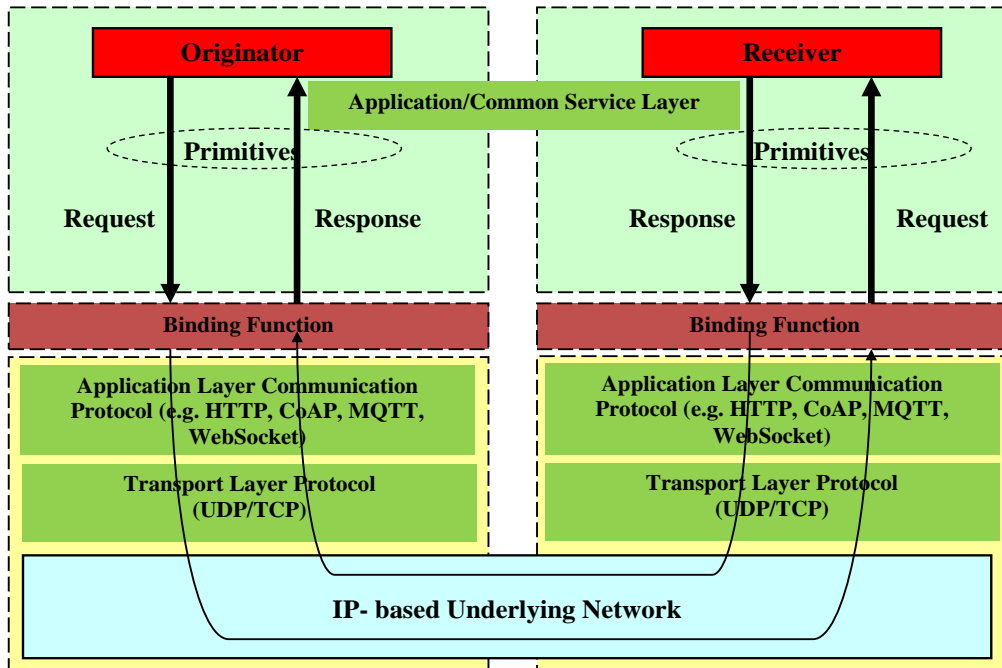 Originator
Receiver
Application/Common Service Layer
Primitives
Primitives
Request
Response
Response
Request
Binding Function
Binding Function
Application Layer Communication
Protocol (e.g. HTTP, CoAP, MQTT,
WebSocket)
Application Layer Communication
Protocol (e.g. HTTP, CoAP, MQTT,
WebSocket)
Transport Layer Protocol
(UDP/TCP)
Transport Layer Protocol
(UDP/TCP)
IP- based Underlying Network